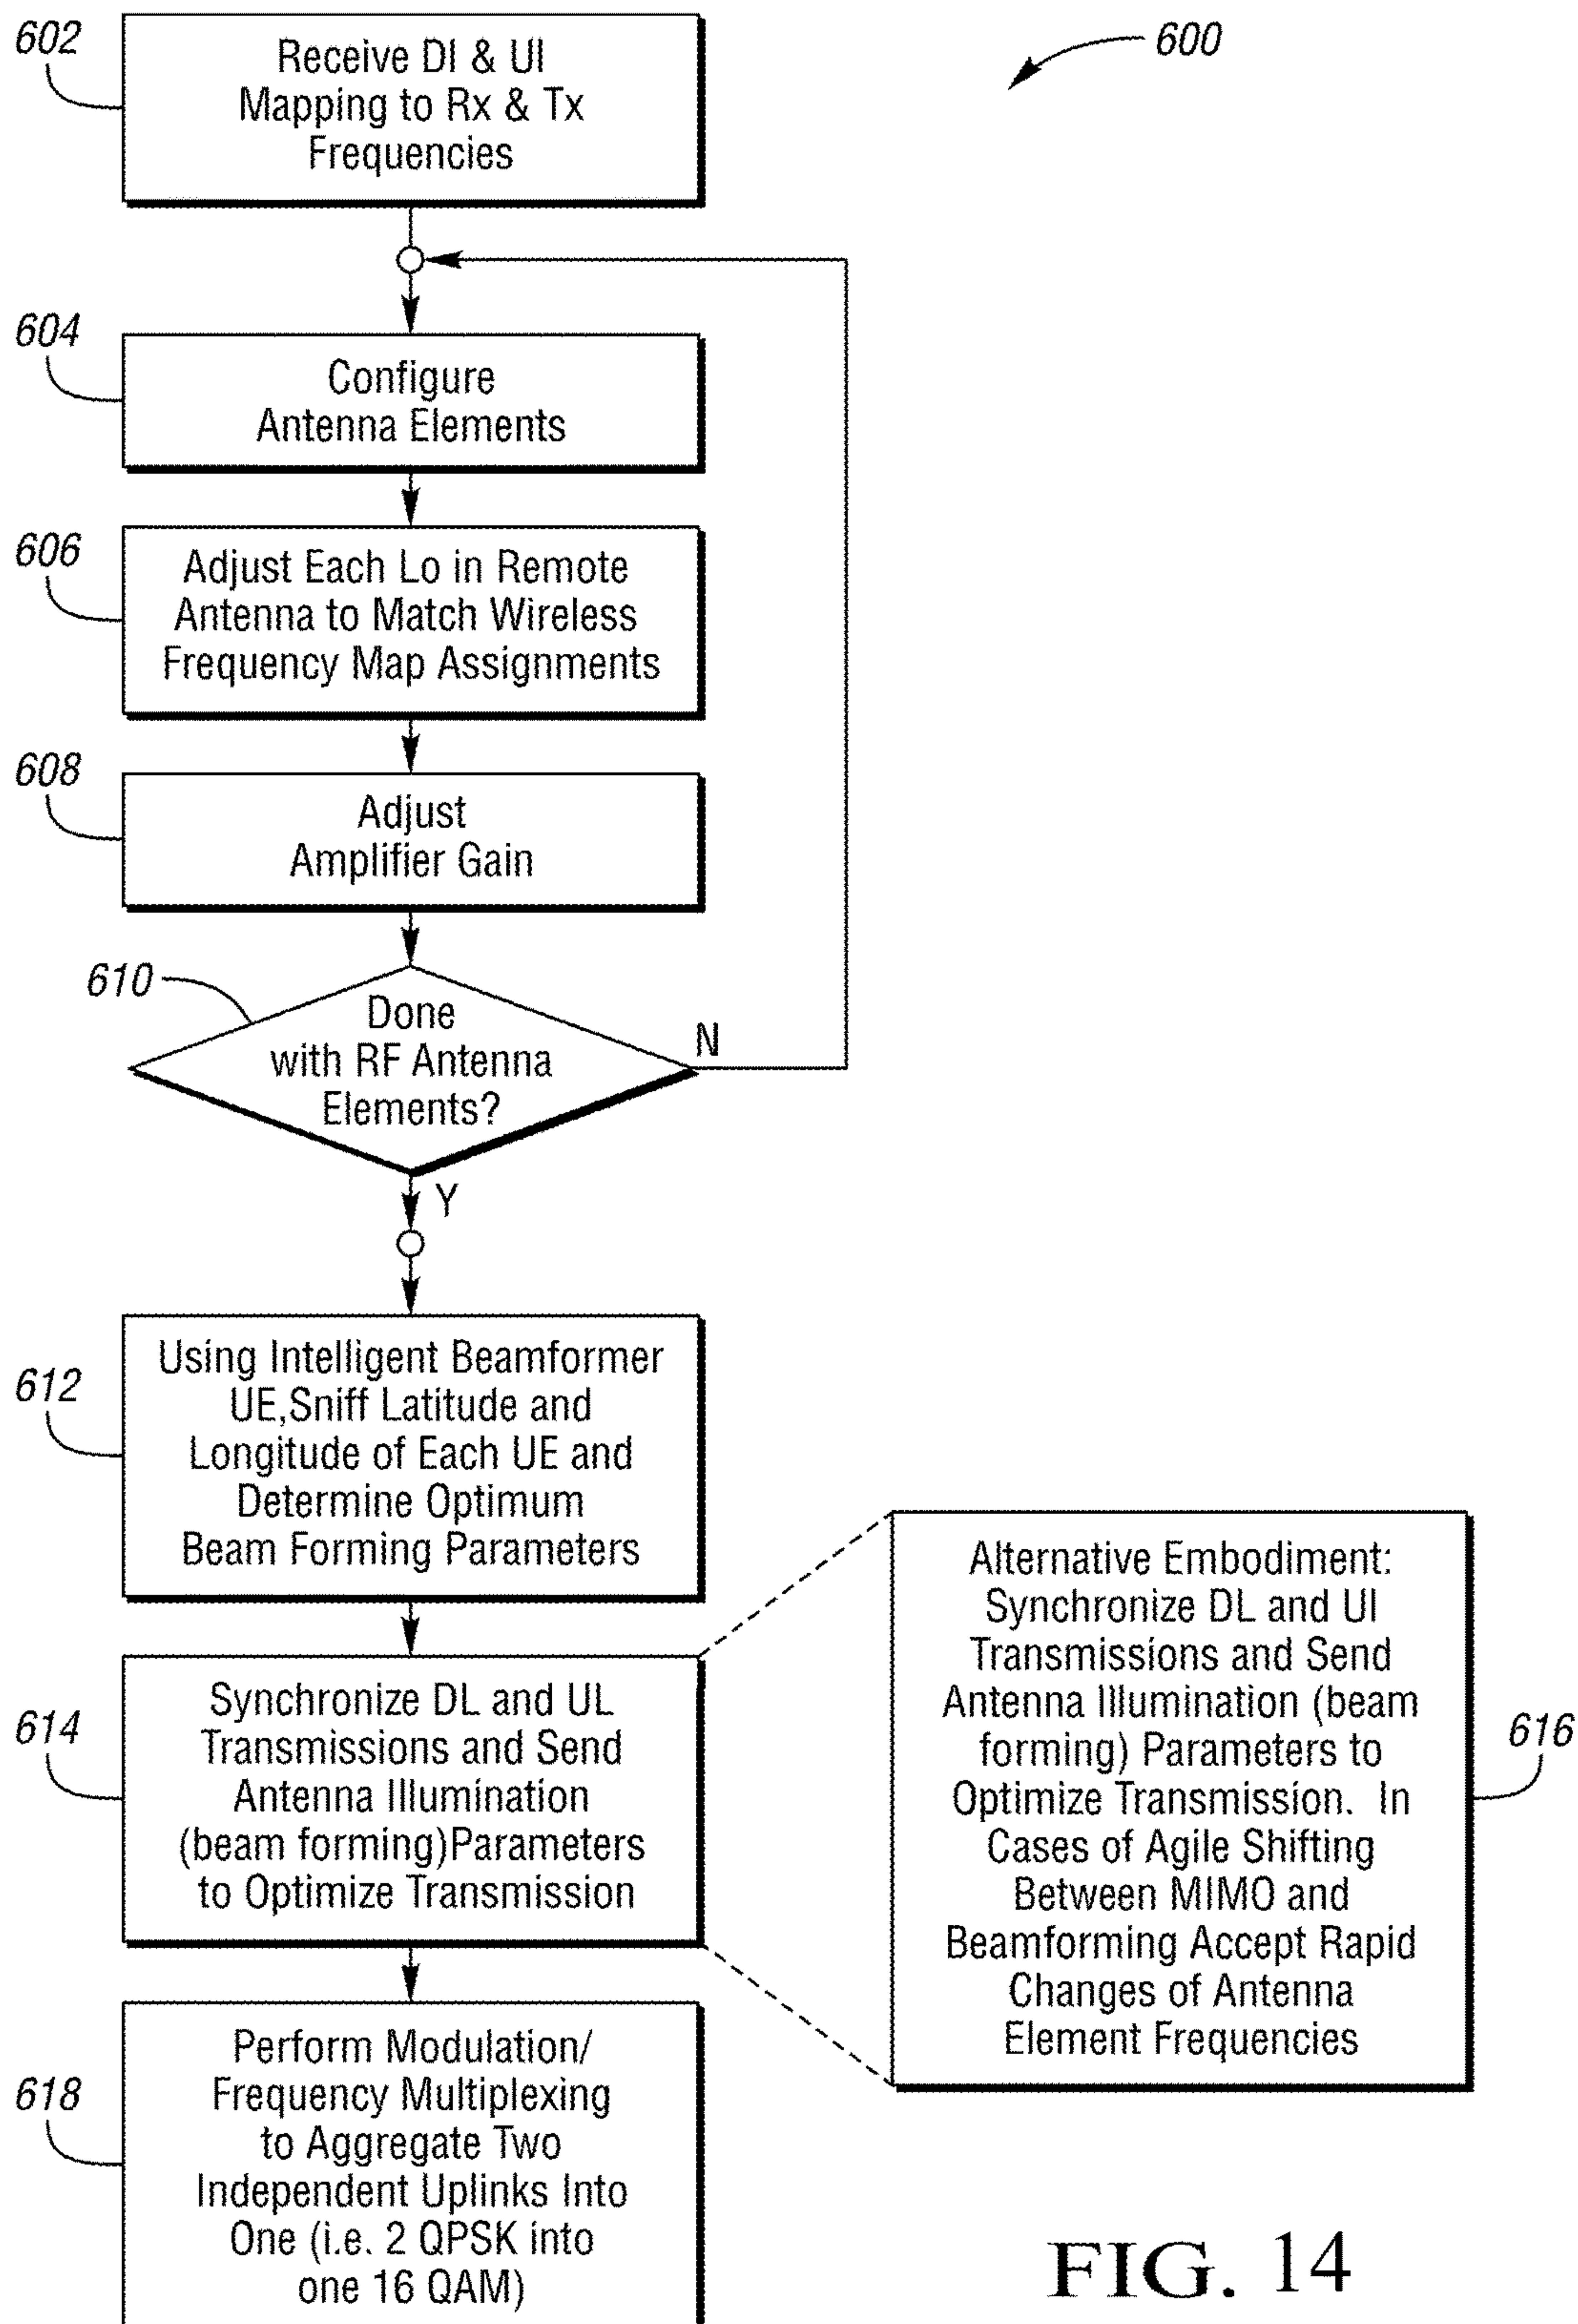 602
Receive DI & UI
Mapping to Rx & Tx
Frequencies
600
604
Configure
Antenna Elements
606
Adjust Each Lo in Remote
Antenna to Match Wireless
Frequency Map Assignments
608
Adjust
Amplifier Gain
610
Done
with RF Antenna
Elements?
N
Y
612
Using Intelligent Beamformer
UE,Sniff Latitude and
Longitude of Each UE and
Determine Optimum
Beam Forming Parameters
614
Synchronize DL and UL
Transmissions and Send
Antenna Illumination
(beam forming)Parameters
to Optimize Transmission
Alternative Embodiment:
Synchronize DL and Ul
Transmissions and Send
Antenna Illumination (beam
forming) Parameters to
Optimize Transmission. In
Cases of Agile Shifting
Between MIMO and
Beamforming Accept Rapid
Changes of Antenna
Element Frequencies
616
618
Perform Modulation/
Frequency Multiplexing
to Aggregate Two
Independent Uplinks Into
One (i.e. 2 QPSK into
one 16 QAM)
FIG. 14